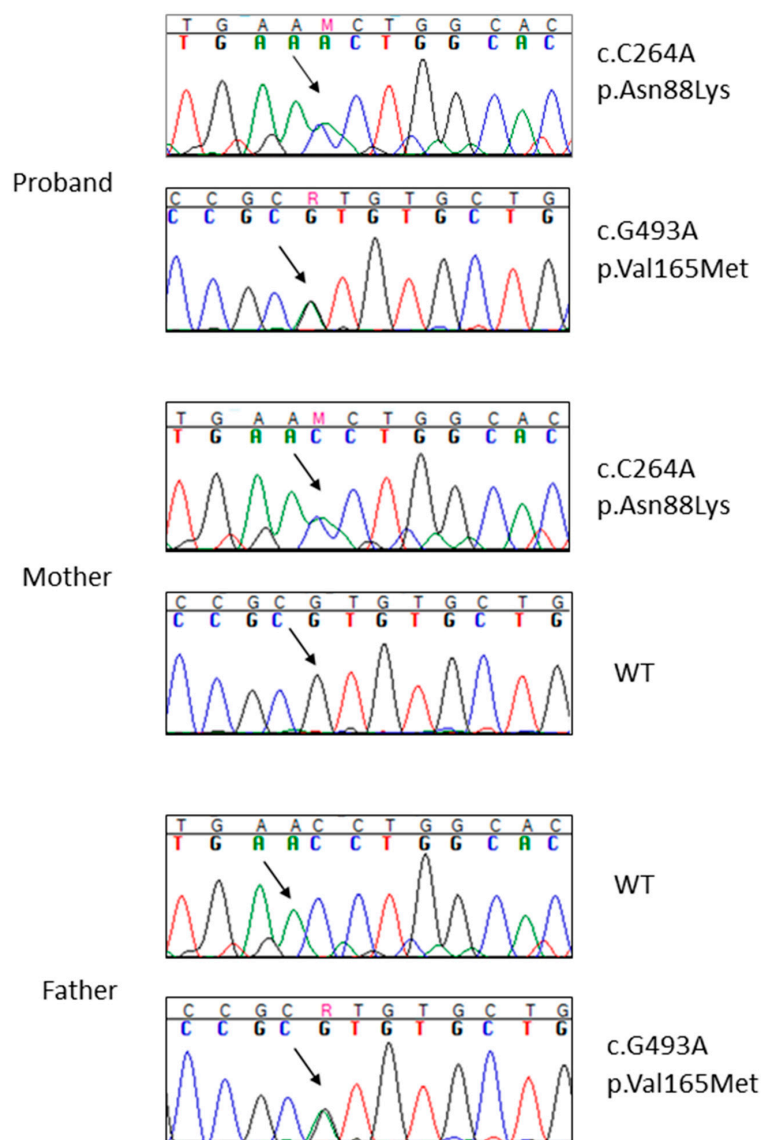 T G A A M C T G G C A C
T G A A A C T G G C A C
c.C264A
p.Asn88Lys
Proband
C C G C R T G T G C T G
C C G C G T G T G C T G
c.G493A
p.Val165Met
T G A A M C T G G C A C
T G A A C C T G G C A C
c.C264A
p.Asn88Lys
Mother
C C G C G T G T G C T G
C C G C G T G T G C T G
WT
T G A A C C T G G C A C
T G A A C C T G G C A C
WT
Father
C C G C R T G T G C T G
C C G C G T G T G C T G
c.G493A
p.Val165Met